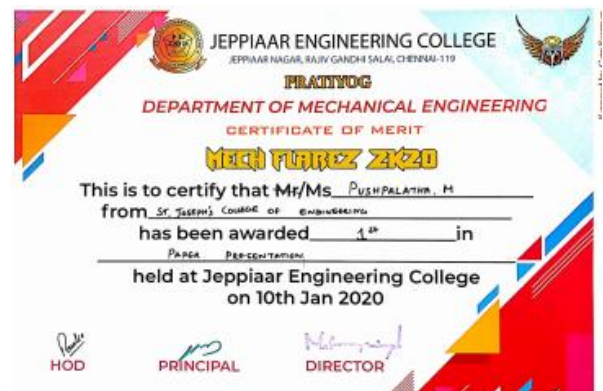 JEPPIAAR ENGINEERING COLLEGE
JEPPIAAR NAGAR, RAJIV GANDHI SALAI, CHENNAI-119
PRATIYOG
DEPARTMENT OF MECHANICAL ENGINEERING
CERTIFICATE OF MERIT
MECH FLAREZ 2K20
This is to certify that Mr/Ms PUSHPALATHA. M
from ST. JOSEPH'S COLLEGE OF ENGINEERING
has been awarded 1st in
PAPER PRESENTATION
held at Jeppiaar Engineering College
on 10th Jan 2020
HOD PRINCIPAL DIRECTOR